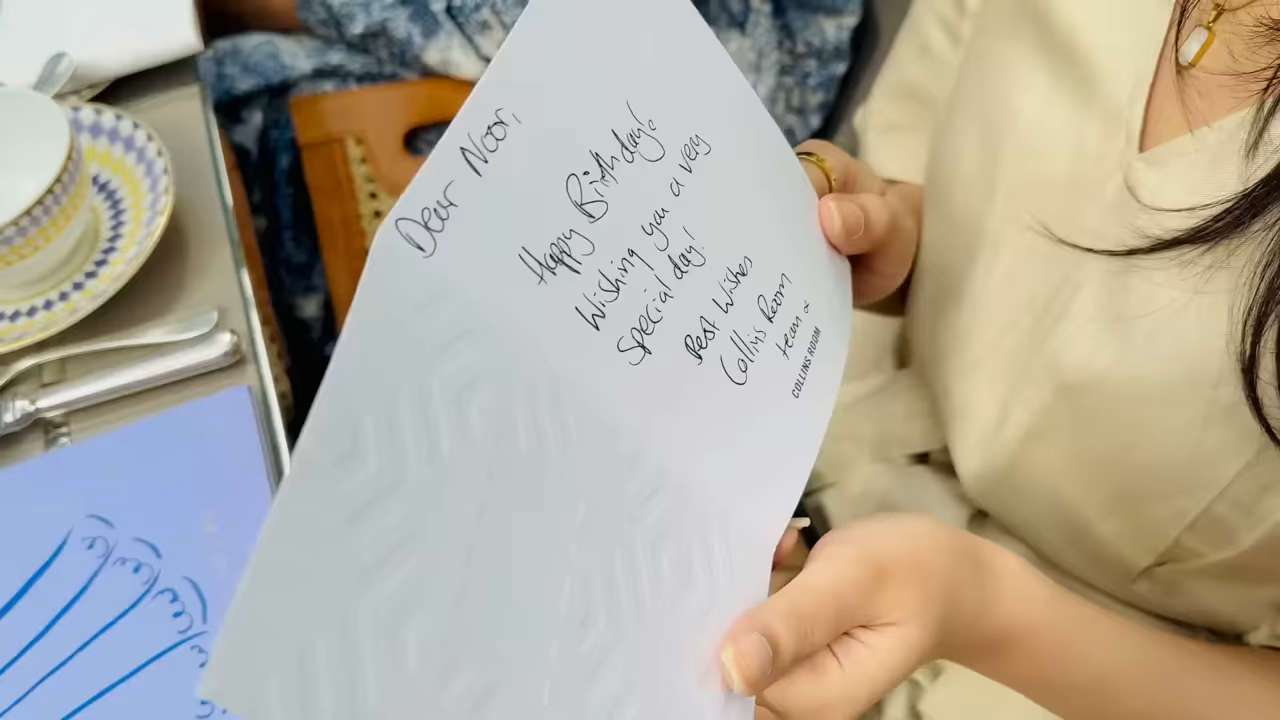 Dear Noor,
Happy Birthday!
Wishing you a very
special day!
Best Wishes
Collins Room
team x
COLLINS ROOM